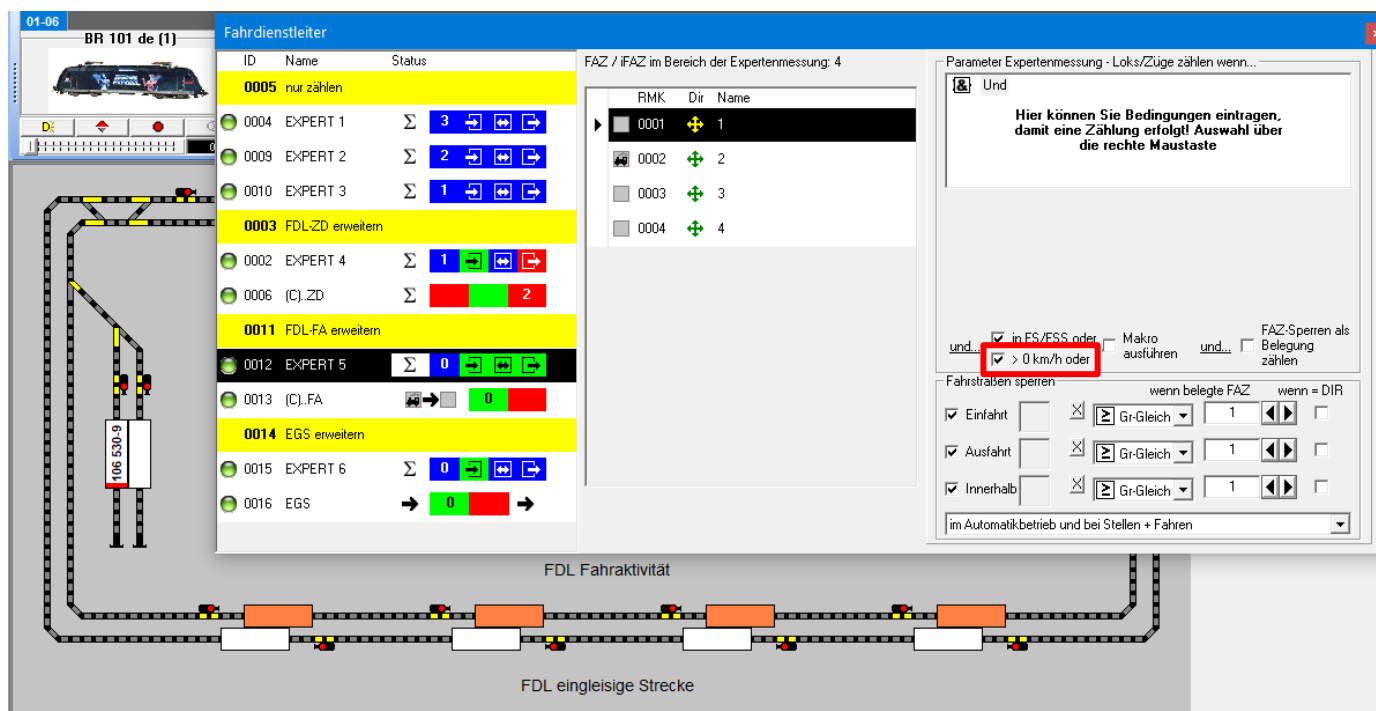 01-06
BR 101 de (1)
Fahrdienstleiter
ID Name Status
0005 nur zählen
0004 EXPERT 1 Σ 3
0009 EXPERT 2 Σ 2
0010 EXPERT 3 Σ 1
0003 FDL-ZD erweitern
0002 EXPERT 4 Σ 1
0006 (C)..ZD Σ 2
0011 FDL-FA erweitern
0012 EXPERT 5 Σ 0
0013 (C)..FA 0
0014 EGS erweitern
0015 EXPERT 6 Σ 0
0016 EGS 0
FAZ / iFAZ im Bereich der Expertenmessung: 4
RMK Dir Name
0001 1
0002 2
0003 3
0004 4
Parameter Expertenmessung - Loks/Züge zählen wenn...
& Und
Hier können Sie Bedingungen eintragen,
damit eine Zählung erfolgt! Auswahl über
die rechte Maustaste
und... in FS/FSS oder
> 0 km/h oder
Makro
ausführen
und...
FAZ-Sperren als
Belegung
zählen
Fahrstraßen sperren
wenn belegte FAZ wenn = DIR
Einfahrt X ≥ Gr-Gleich 1
Ausfahrt X ≥ Gr-Gleich 1
Innerhalb X ≥ Gr-Gleich 1
im Automatikbetrieb und bei Stellen + Fahren
106 530-9
FDL Fahraktivität
FDL eingleisige Strecke